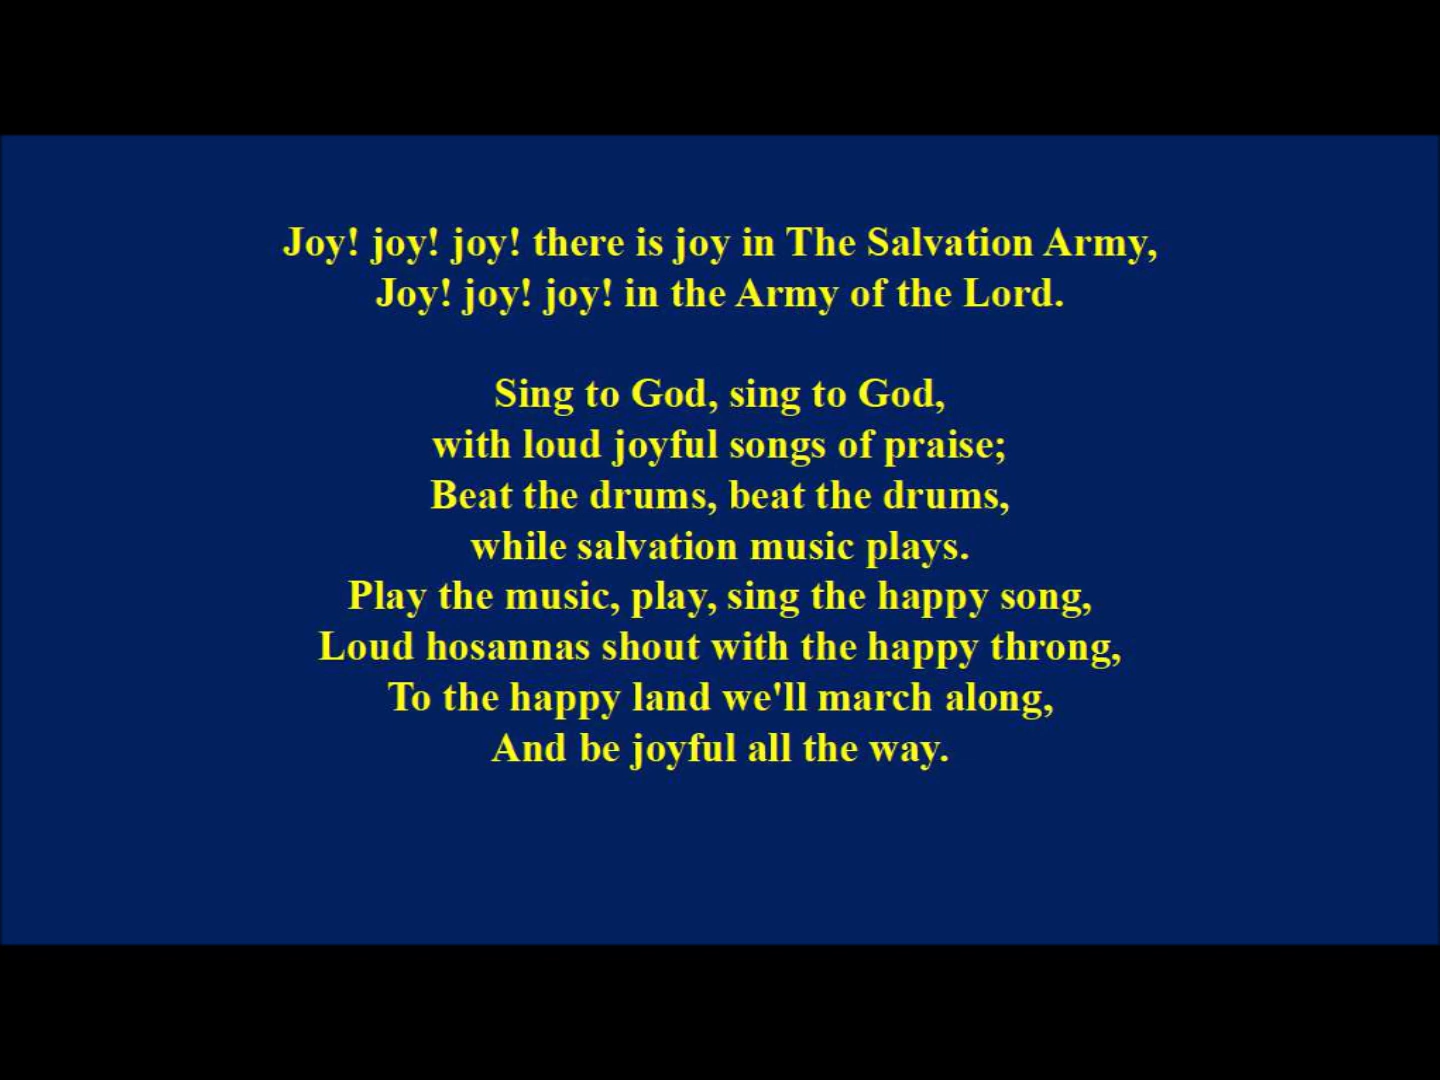 Joy! joy! joy! there is joy in The Salvation Army,
Joy! joy! joy! in the Army of the Lord.
Sing to God, sing to God,
with loud joyful songs of praise;
Beat the drums, beat the drums,
while salvation music plays.
Play the music, play, sing the happy song,
Loud hosannas shout with the happy throng,
To the happy land we'll march along,
And be joyful all the way.